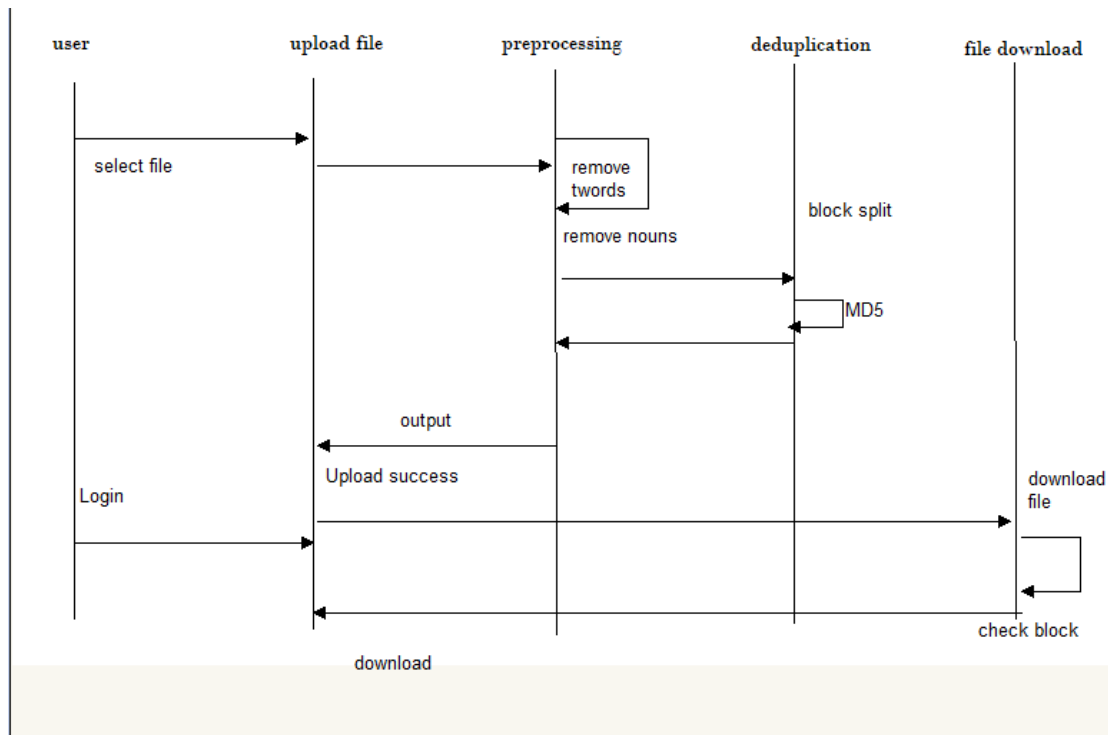 user
upload file
preprocessing
deduplication
file download
select file
remove
twords
block split
remove nouns
MD5
output
Upload success
Login
download
file
check block
download